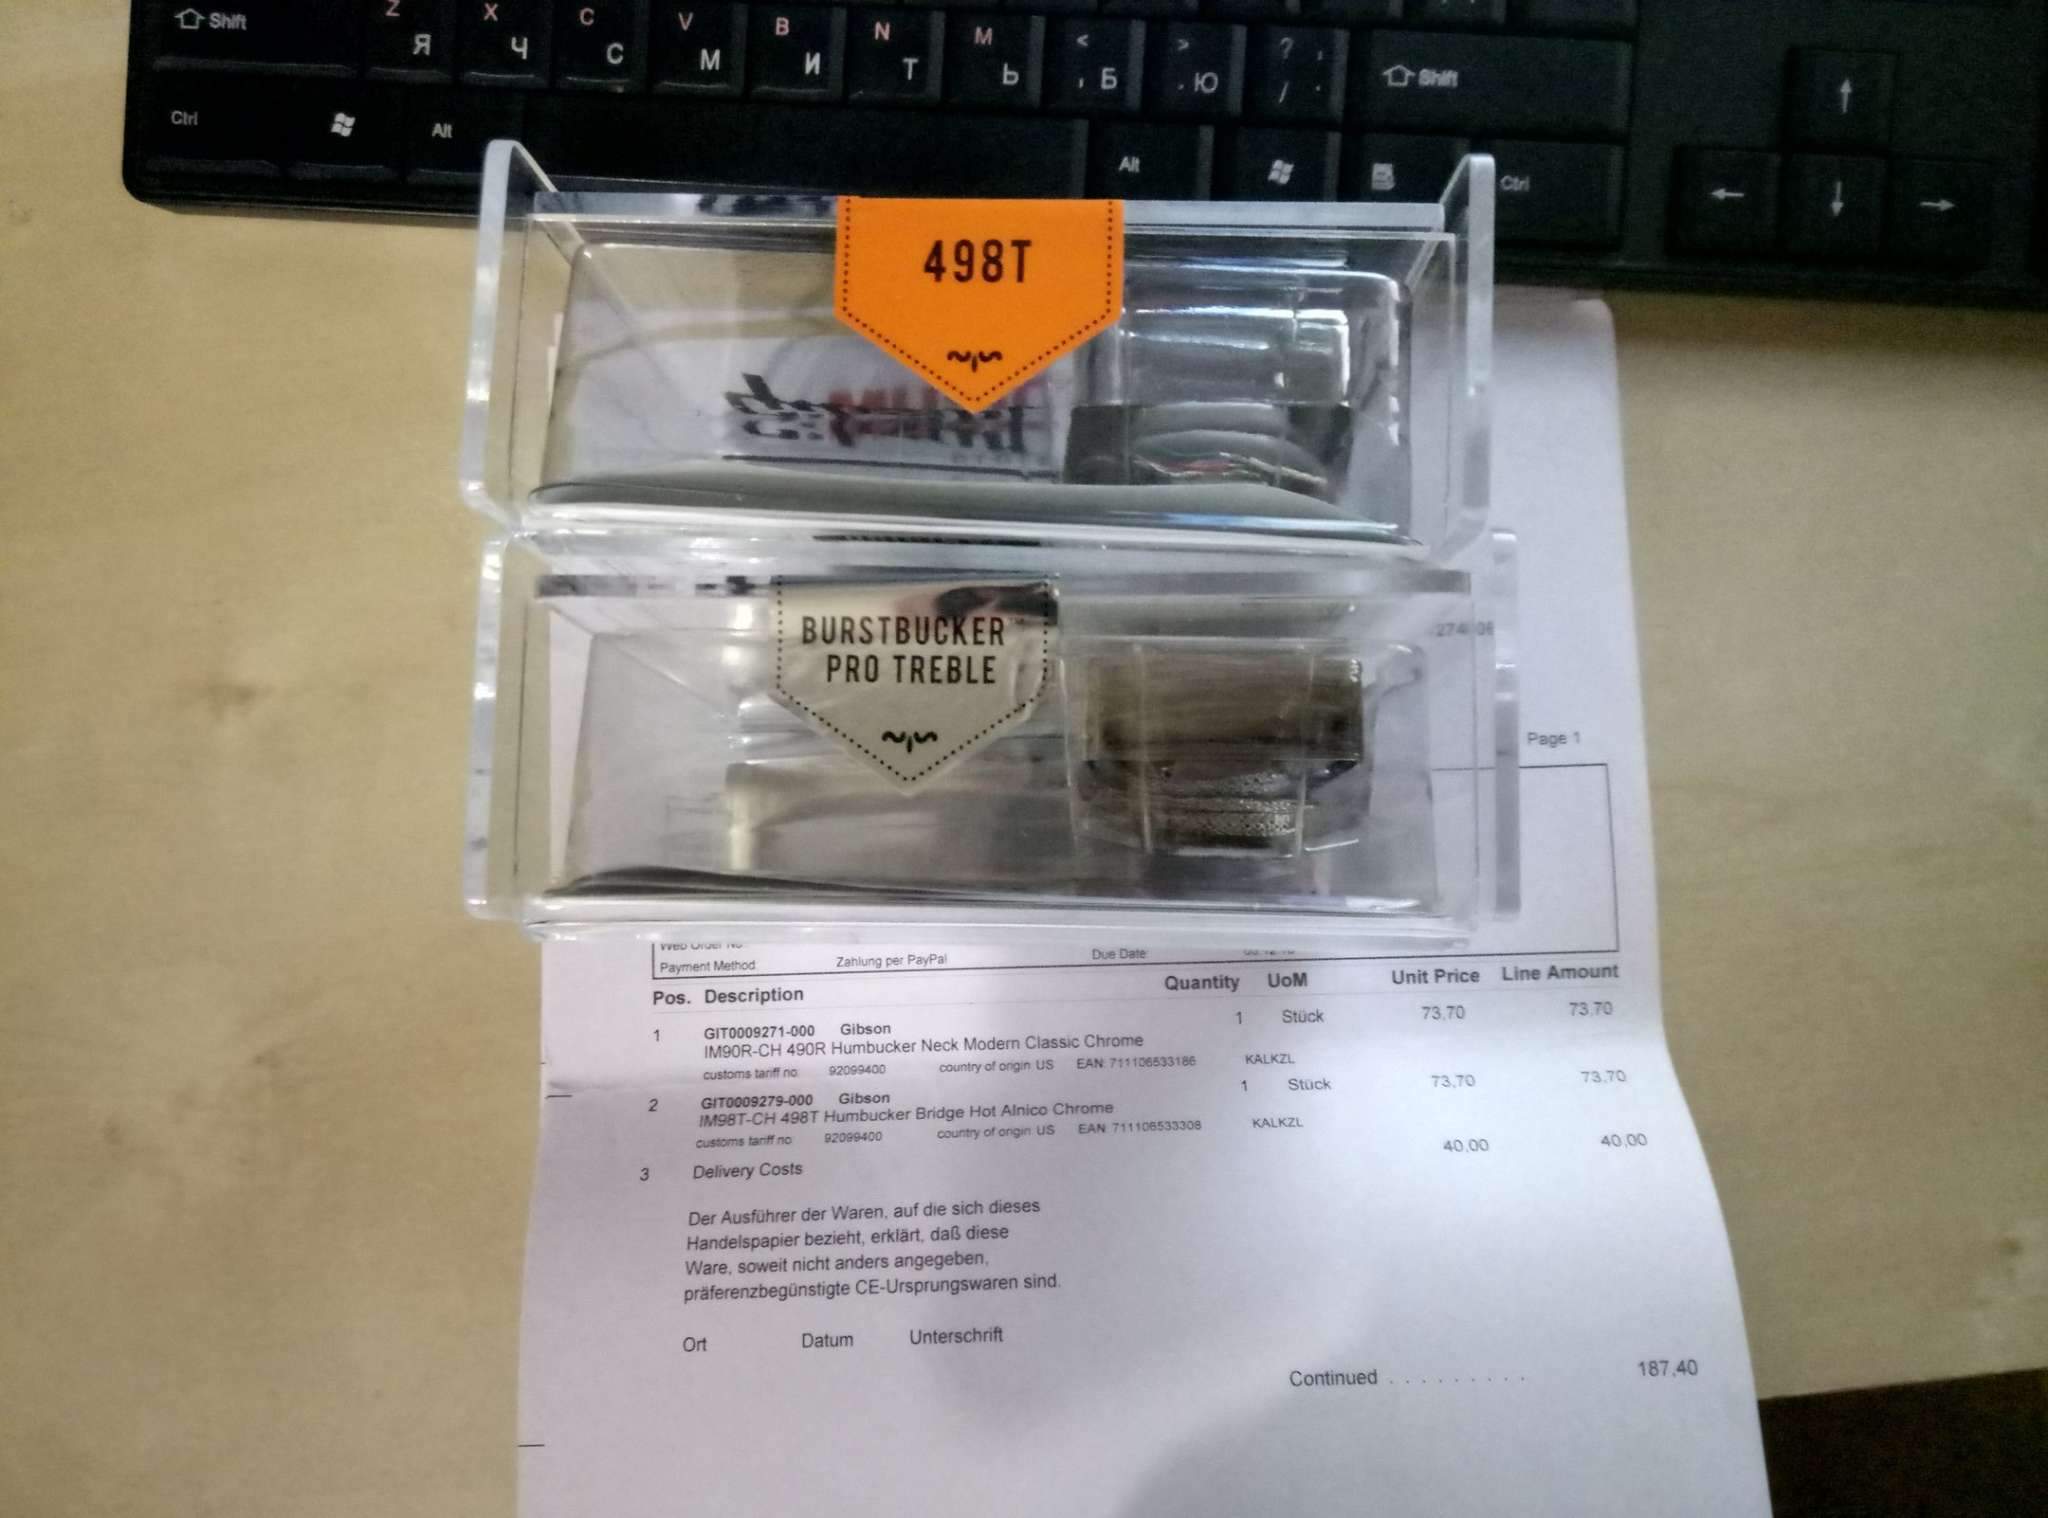 Shift Z Я X Ч C С V М B И N Т M Ь < , Б > . Ю ? , / . Shift
Ctrl Alt Alt Ctrl
↑
← ↓ →
498T
BURSTBUCKER™
PRO TREBLE
Page 1
Web Order No
Payment Method Zahlung per PayPal Due Date
Pos. Description Quantity UoM Unit Price Line Amount
1 GIT0009271-000 Gibson 1 Stück 73,70 73,70
IM90R-CH 490R Humbucker Neck Modern Classic Chrome
customs tariff no: 92099400 country of origin: US EAN: 711106533186 KALKZL
2 GIT0009279-000 Gibson 1 Stück 73,70 73,70
IM98T-CH 498T Humbucker Bridge Hot Alnico Chrome
customs tariff no: 92099400 country of origin: US EAN: 711106533308 KALKZL
3 Delivery Costs 40,00 40,00
Der Ausführer der Waren, auf die sich dieses
Handelspapier bezieht, erklärt, daß diese
Ware, soweit nicht anders angegeben,
präferenzbegünstigte CE-Ursprungswaren sind.
Ort Datum Unterschrift
Continued . . . . . . . . . 187,40